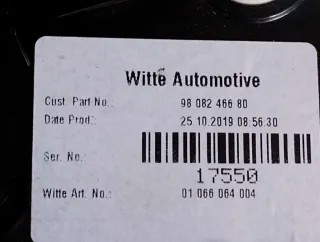 Witte Automotive
Cust. Part No.: 98 082 466 80
Date Prod.: 25.10.2019 08:56:30
Ser. No.: 17550
Witte Art. No.: 01 066 064 004